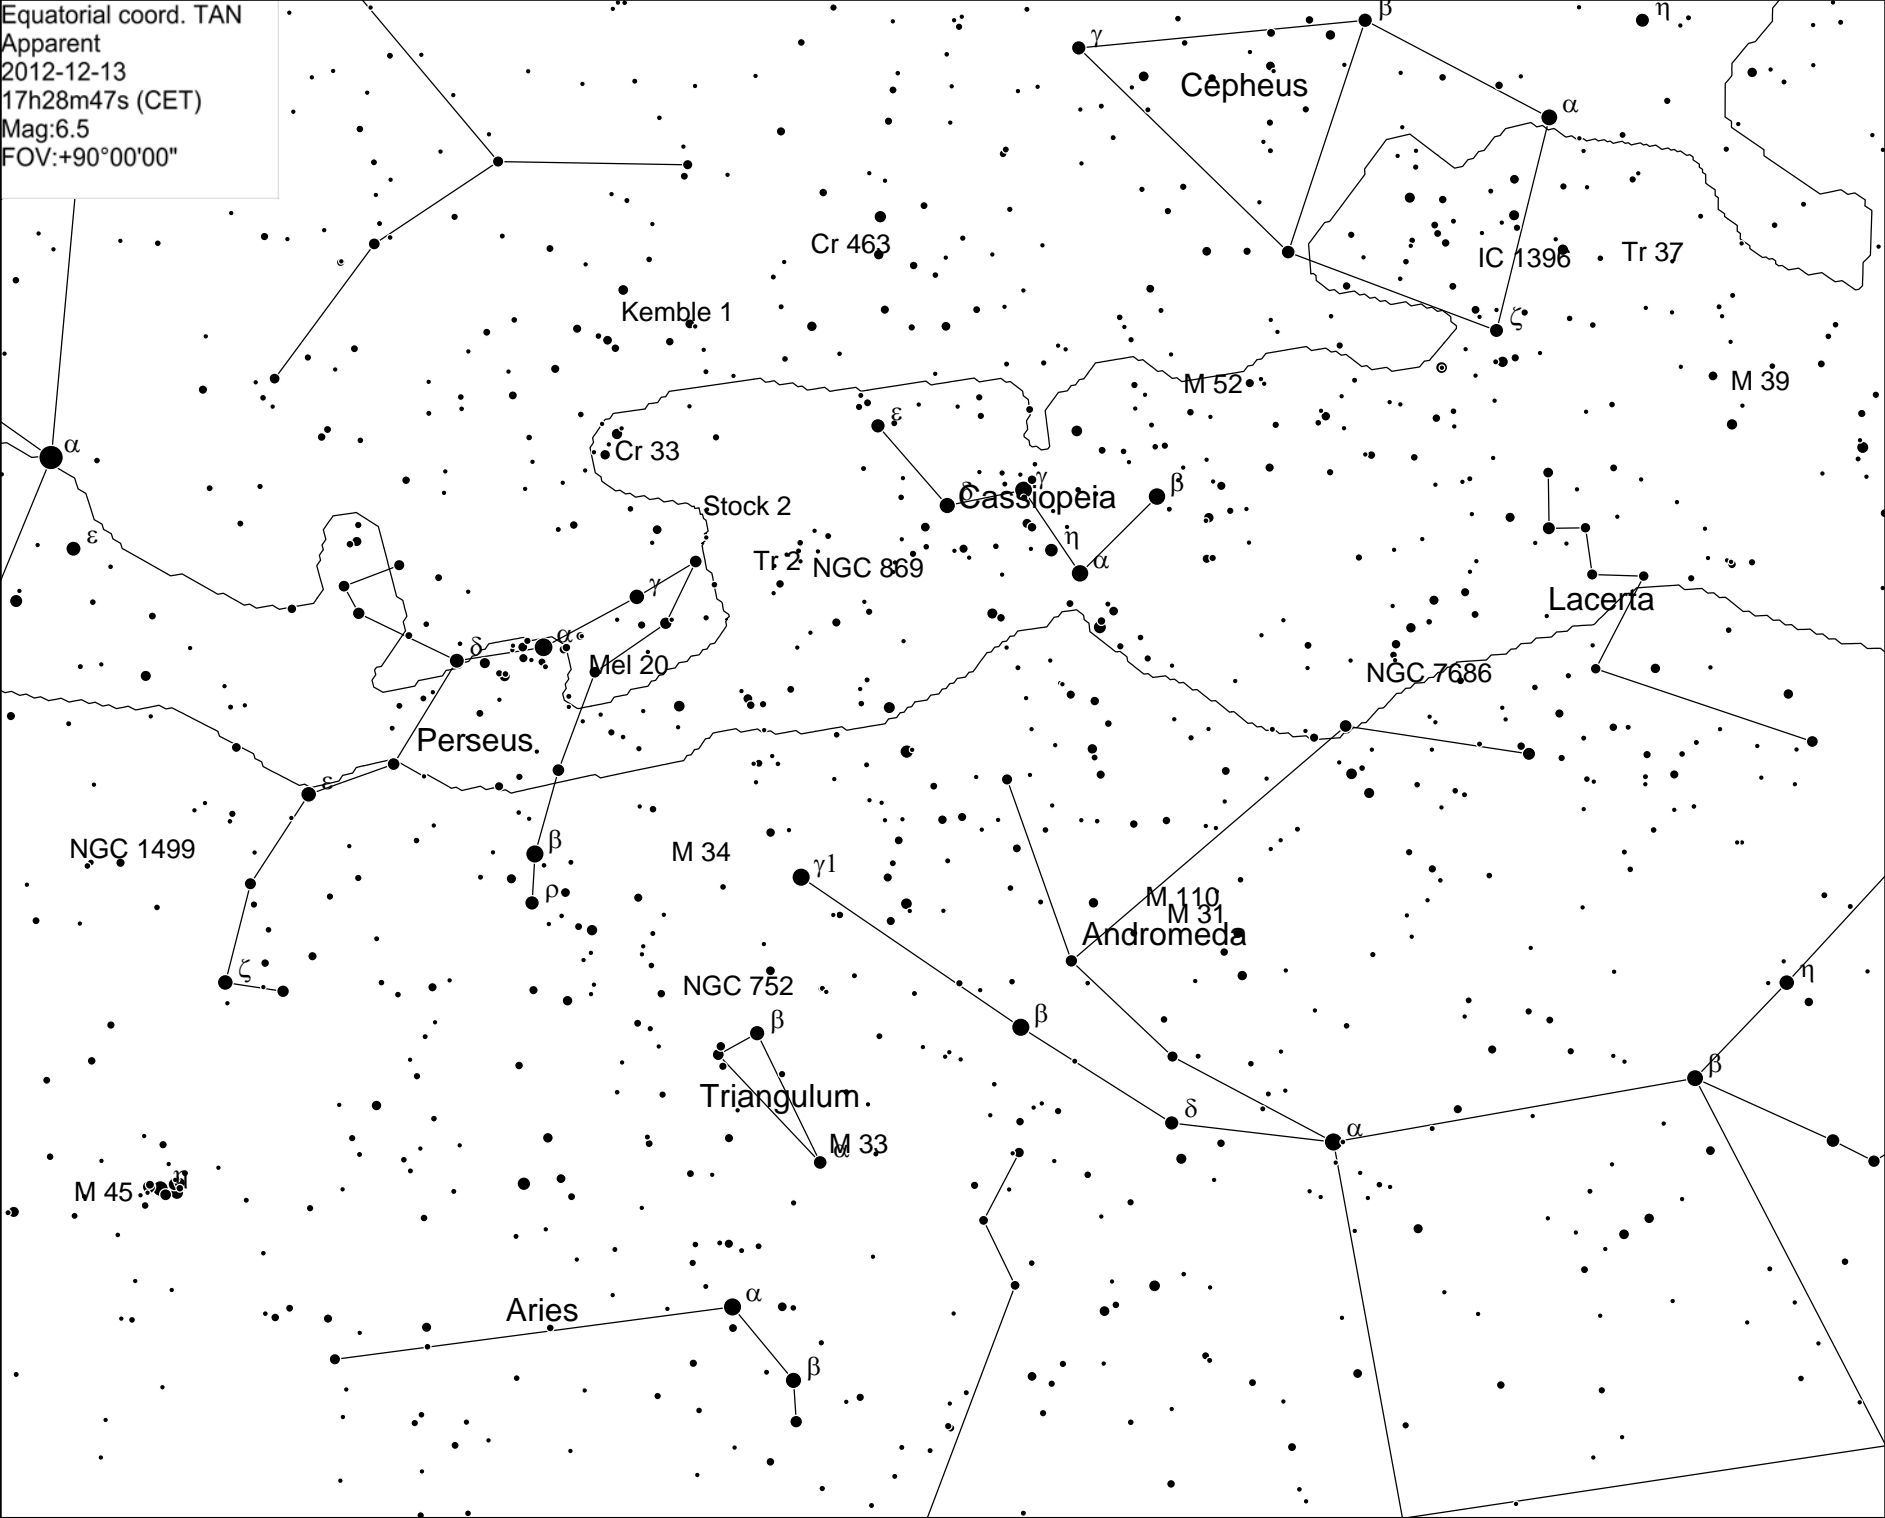 Equatorial coord. TAN
Apparent
2012-12-13
17h28m47s (CET)
Mag:6.5
FOV:+90°00'00"
β
η
γ
Cepheus
α
Cr 463
IC 1396
Tr 37
Kemble 1
ζ
M 52
M 39
ε
α
Cr 33
γ
β
δ
Cassiopeia
Stock 2
ε
η
Tr 2
NGC 869
α
γ
Lacerta
δ
α
Mel 20
NGC 7686
Perseus
ε
NGC 1499
β
M 34
γ1
ρ
M 110
M 31
Andromeda
ζ
η
NGC 752
β
β
β
Triangulum
δ
α
M 33
α
M 45
η
α
Aries
β